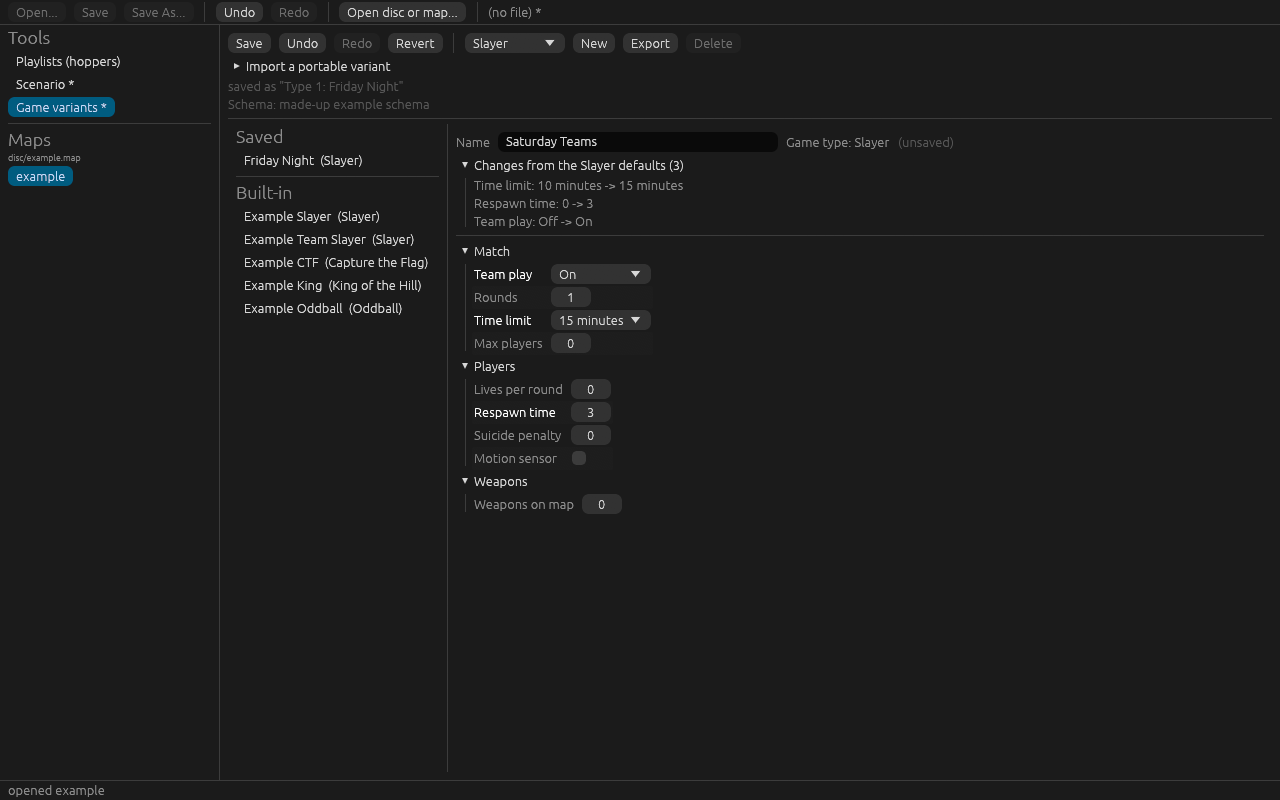 Open... Save Save As... Undo Redo Open disc or map... (no file) *
Tools
Playlists (hoppers)
Scenario *
Game variants *
Maps
disc/example.map
example
Save Undo Redo Revert Slayer New Export Delete
Import a portable variant
saved as "Type 1: Friday Night"
Schema: made-up example schema
Saved
Friday Night (Slayer)
Built-in
Example Slayer (Slayer)
Example Team Slayer (Slayer)
Example CTF (Capture the Flag)
Example King (King of the Hill)
Example Oddball (Oddball)
Name Saturday Teams Game type: Slayer (unsaved)
Changes from the Slayer defaults (3)
Time limit: 10 minutes -> 15 minutes
Respawn time: 0 -> 3
Team play: Off -> On
Match
Team play On
Rounds 1
Time limit 15 minutes
Max players 0
Players
Lives per round 0
Respawn time 3
Suicide penalty 0
Motion sensor
Weapons
Weapons on map 0
opened example